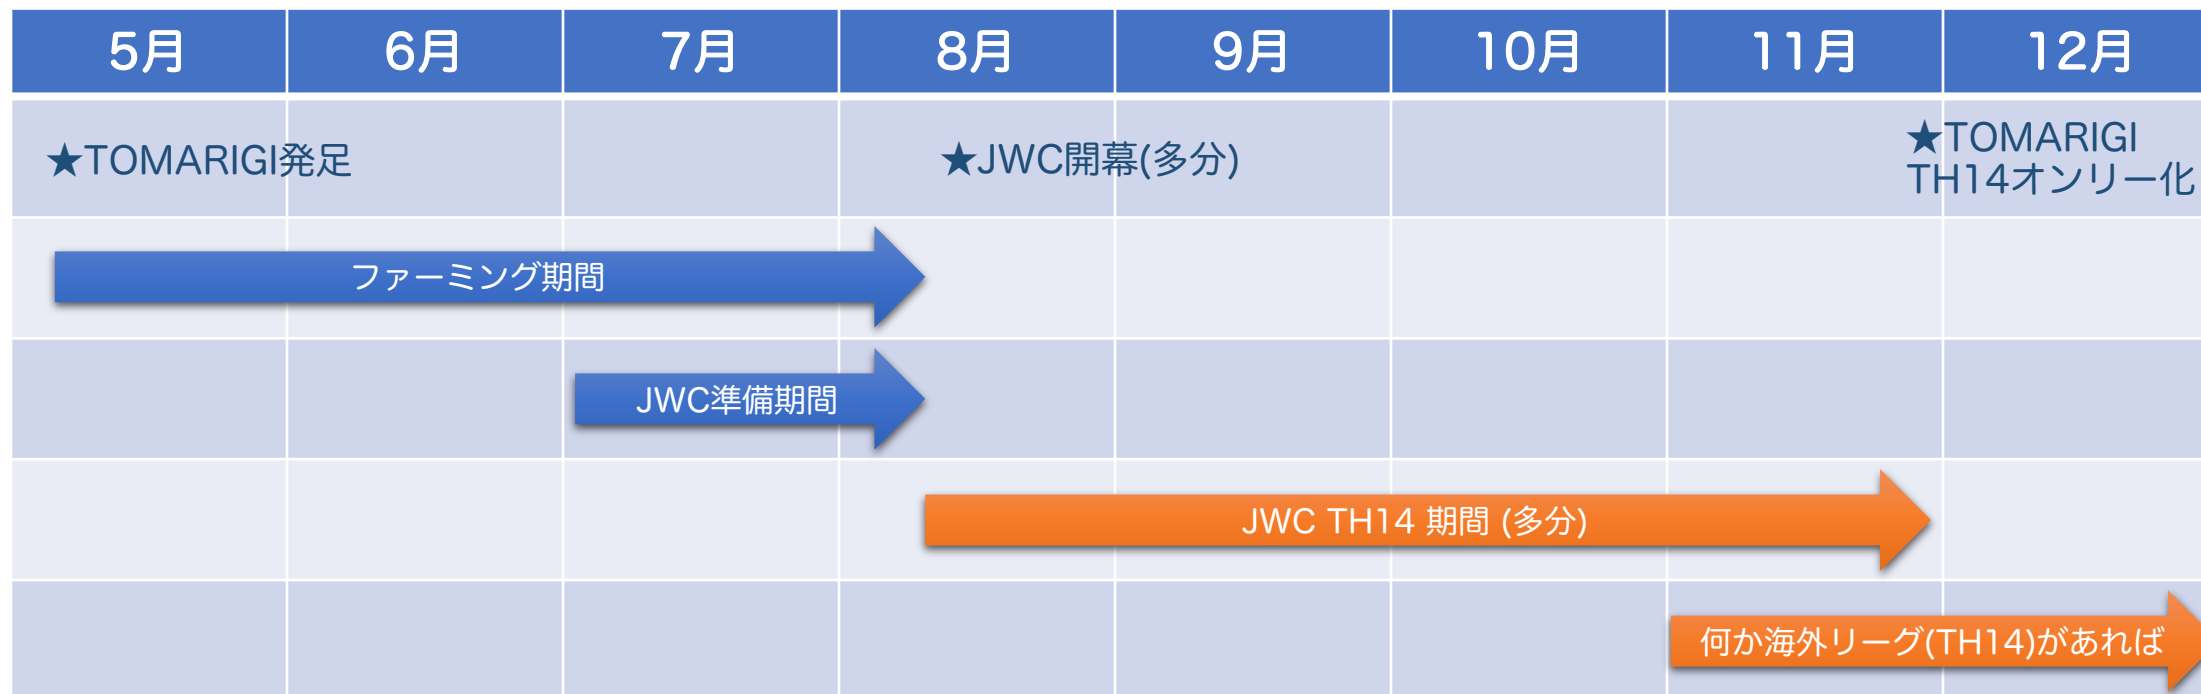 5月 6月 7月 8月 9月 10月 11月 12月
★TOMARIGI発足
★JWC開幕(多分)
★TOMARIGI
TH14オンリー化
ファーミング期間
JWC準備期間
JWC TH14 期間 (多分)
何か海外リーグ(TH14)があれば